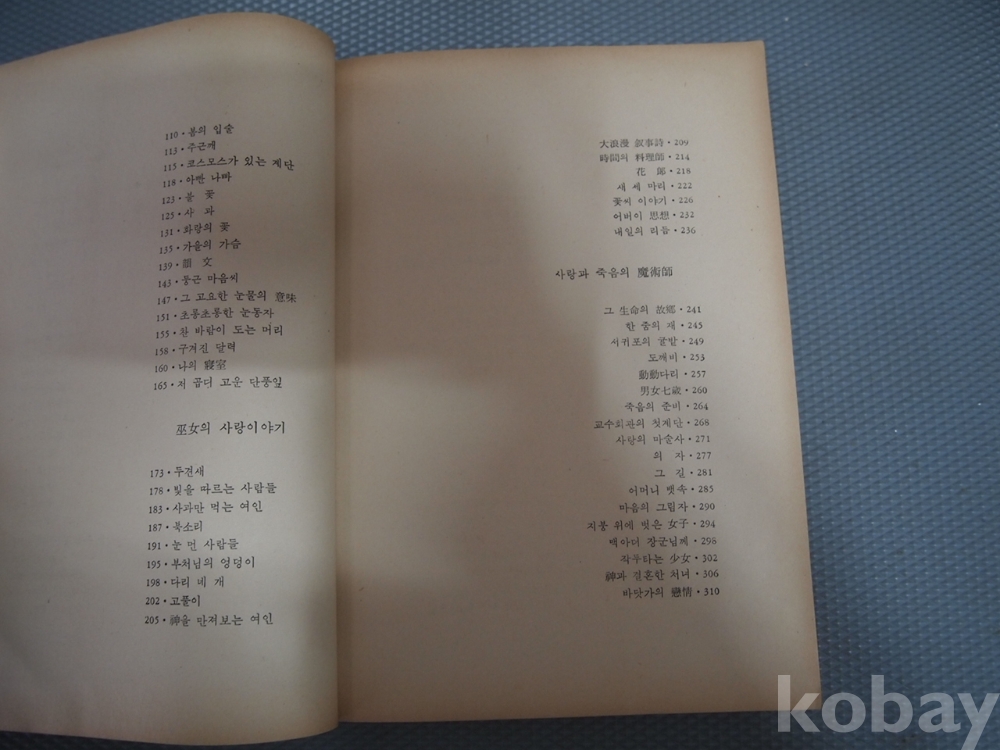 110·봄의 입술
113·주근깨
115·코스모스가 있는 계단
118·아빤 나빠
123·불 꽃
125·사 과
131·화랑의 꽃
135·가을의 가슴
139·顔 文
143·둥근 마음씨
147·그 고요한 눈물의 意味
151·초롱초롱한 눈동자
155·찬 바람이 도는 머리
158·구겨진 달력
160·나의 寢室
165·저 곱디 고운 단풍잎
巫女의 사랑이야기
173·두견새
178·빛을 따르는 사람들
183·사과만 먹는 여인
187·북소리
191·눈 먼 사람들
195·부처님의 엉덩이
198·다리 네 개
202·고풀이
205·神을 만져보는 여인
大浪漫 敍事詩·209
時間의 料理師·214
花 郞·218
새 세 마리·222
꽃씨 이야기·226
어버이 思想·232
내일의 리듬·236
사랑과 죽음의 魔術師
그 生命의 故鄕·241
한 줌의 재·245
서귀포의 귤밭·249
도깨비·253
動動다리·257
男女七歲·260
죽음의 준비·264
교수회관의 첫계단·268
사랑의 마술사·271
의 자·277
그 길·281
어머니 뱃속·285
마음의 그림자·290
지붕 위에 벗은 女子·294
맥아더 장군님께·298
작두타는 少女·302
神과 결혼한 처녀·306
바닷가의 戀情·310
kobay